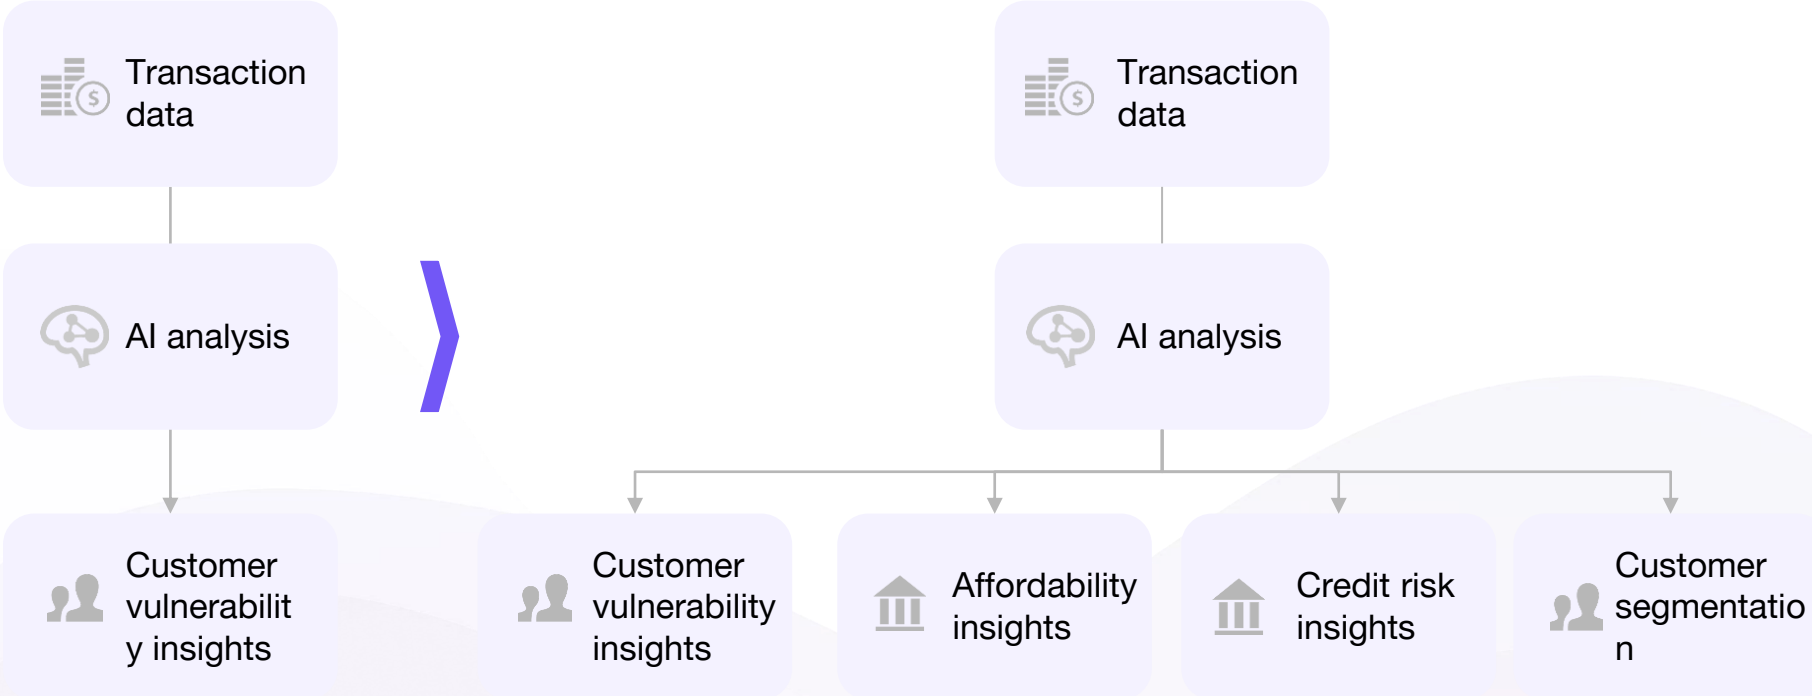 Transaction
data
AI analysis
Customer
vulnerabilit
y insights
Transaction
data
AI analysis
Customer
vulnerability
insights
Affordability
insights
Credit risk
insights
Customer
segmentatio
n